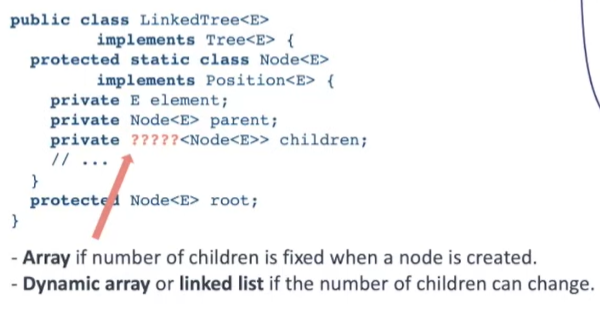 public class LinkedTree<E>
implements Tree<E> {
protected static class Node<E>
implements Position<E> {
private E element;
private Node<E> parent;
private ?????<Node<E>> children;
// ...
}
protected Node<E> root;
}
- Array if number of children is fixed when a node is created.
- Dynamic array or linked list if the number of children can change.